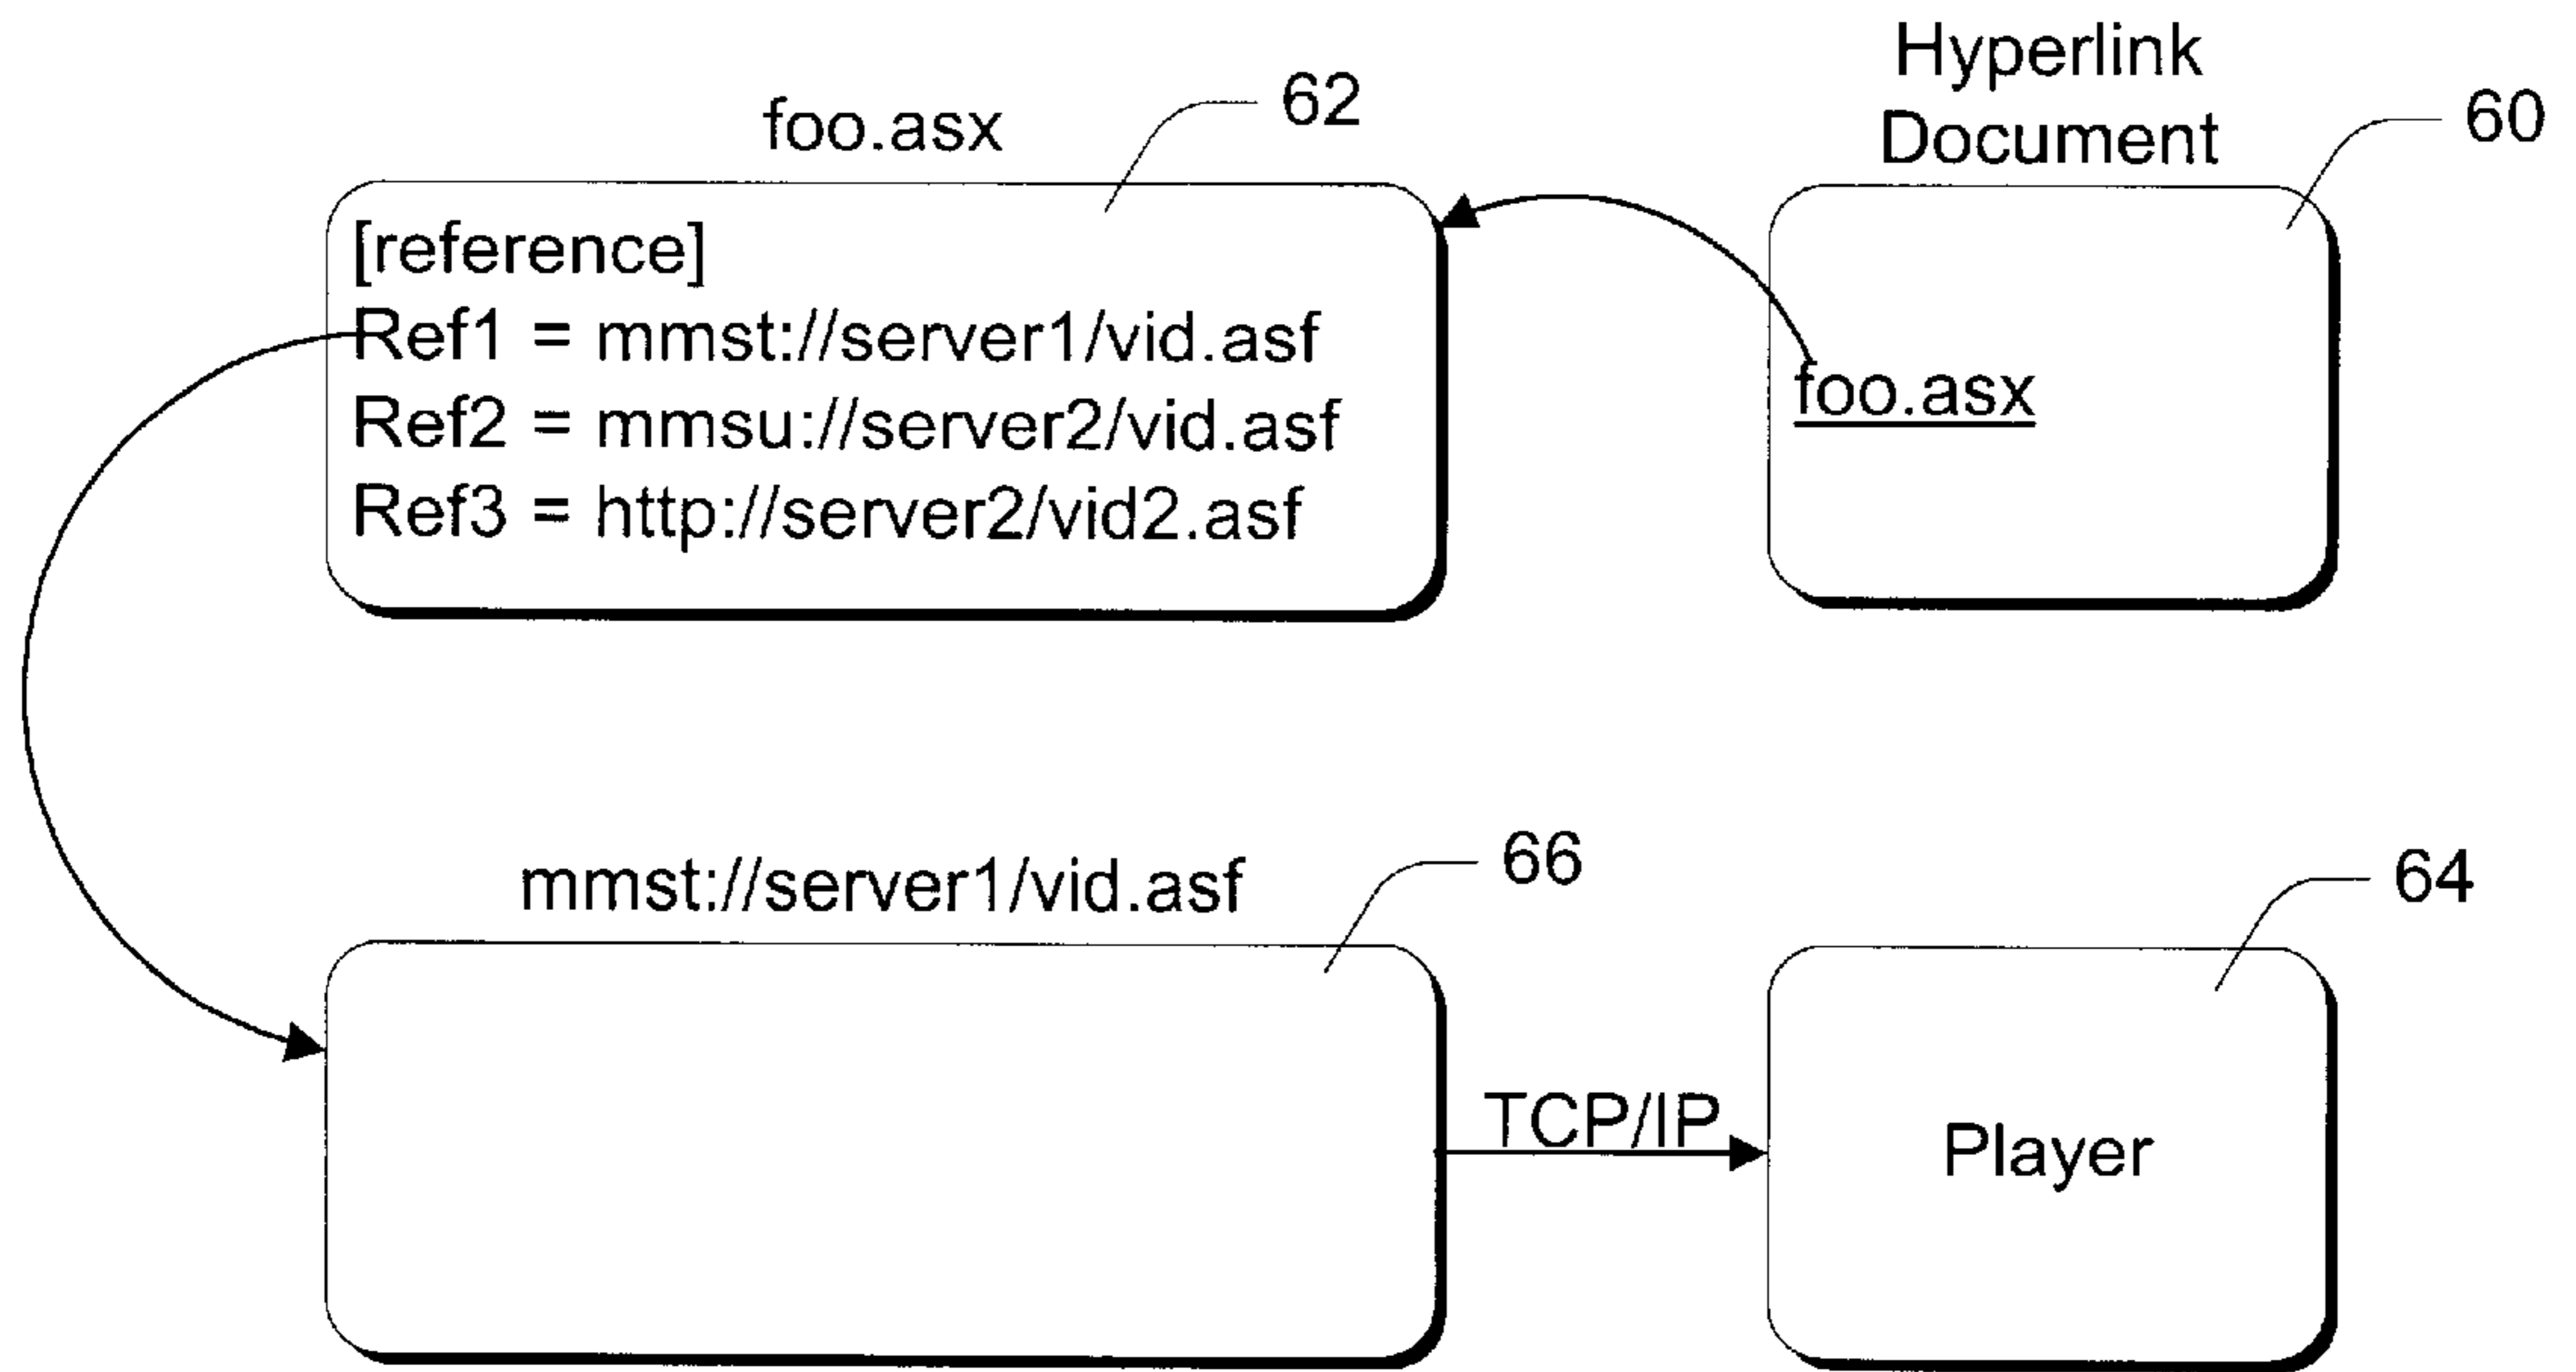 foo.asx
62
[reference]
Ref1 = mmst://server1/vid.asf
Ref2 = mmsu://server2/vid.asf
Ref3 = http://server2/vid2.asf
Hyperlink
Document
60
foo.asx
mmst://server1/vid.asf
66
TCP/IP
64
Player